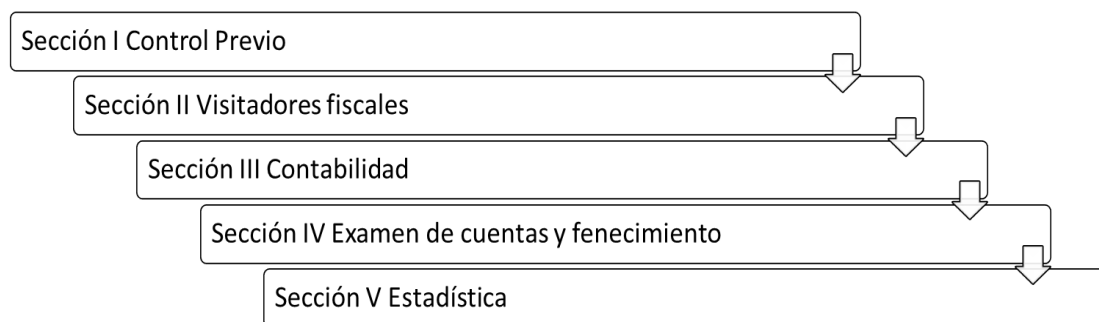 Sección I Control Previo
Sección II Visitadores fiscales
Sección III Contabilidad
Sección IV Examen de cuentas y fenecimiento
Sección V Estadística